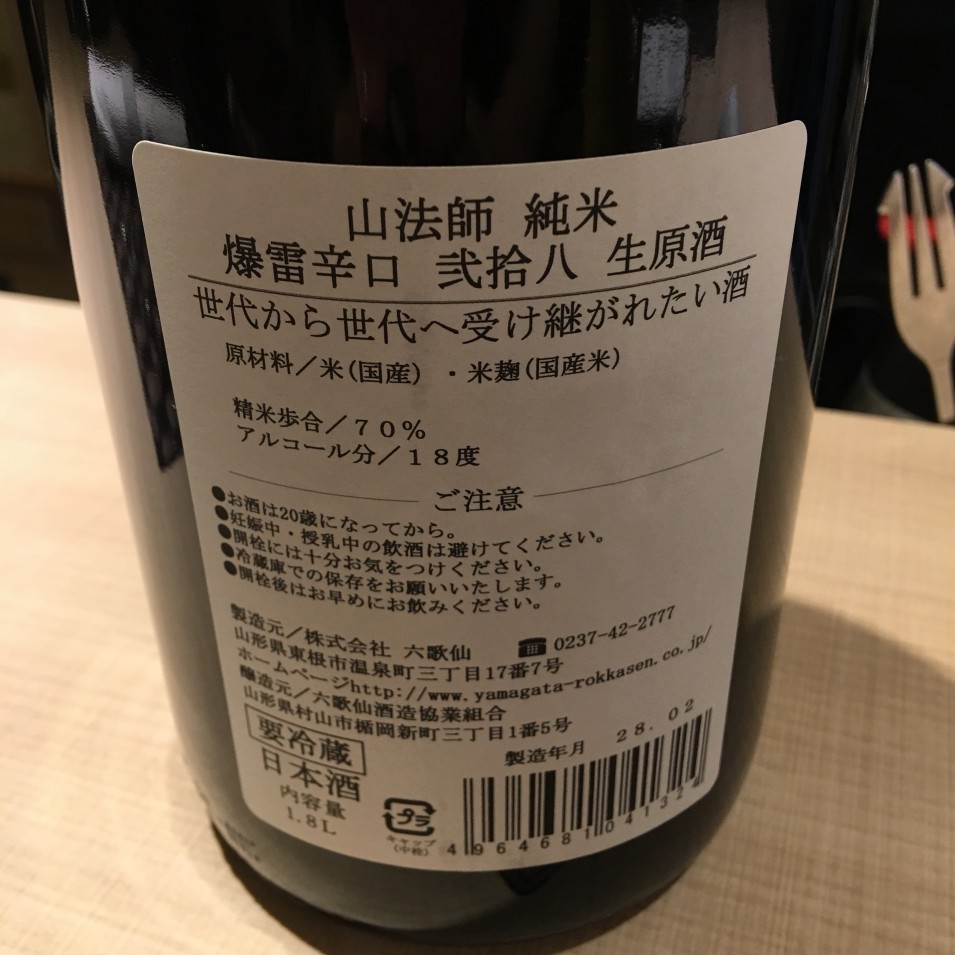 山法師 純米
爆雷辛口 弐拾八 生原酒
世代から世代へ受け継がれたい酒
原材料／米(国産)・米麹(国産米)
精米歩合／７０％
アルコール分／１８度
ご注意
●お酒は20歳になってから。
●妊娠中・授乳中の飲酒は避けてください。
●開栓には十分お気をつけください。
●冷蔵庫での保存をお願いいたします。
●開栓後はお早めにお飲みください。
製造元／株式会社 六歌仙 ☎ 0237-42-2777
山形県東根市温泉町三丁目17番7号
ホームページhttp://www.yamagata-rokkasen.co.jp/
醸造元／六歌仙酒造協業組合
山形県村山市楯岡新町三丁目1番5号
要冷蔵
製造年月 28.02
日本酒
内容量
1.8L
プラ
キャップ
(中栓)
4 964681 041324